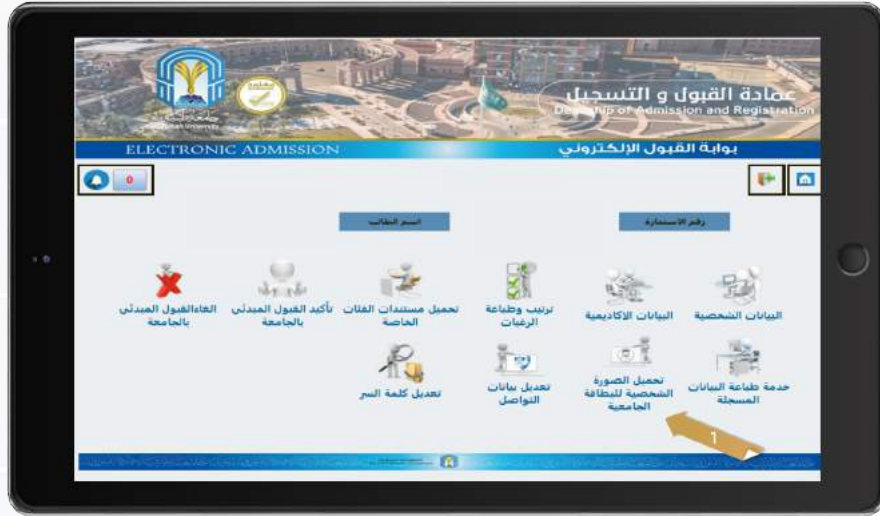 عمادة القبول و التسجيل
Deanship of Admission and Registration
بوابة القبول الإلكتروني
ELECTRONIC ADMISSION
0
رقم الاستمارة
اسم الطالب
البيانات الشخصية
البيانات الاكاديمية
ترتيب وطباعة
الرغبات
تحميل مستندات الفئات
الخاصة
تأكيد القبول المبدئي
بالجامعة
الغاءالقبول المبدئي
بالجامعة
خدمة طباعة البيانات
المسجلة
تحميل الصورة
الشخصية للبطاقة
الجامعية
تعديل بيانات
التواصل
تعديل كلمة السر
1